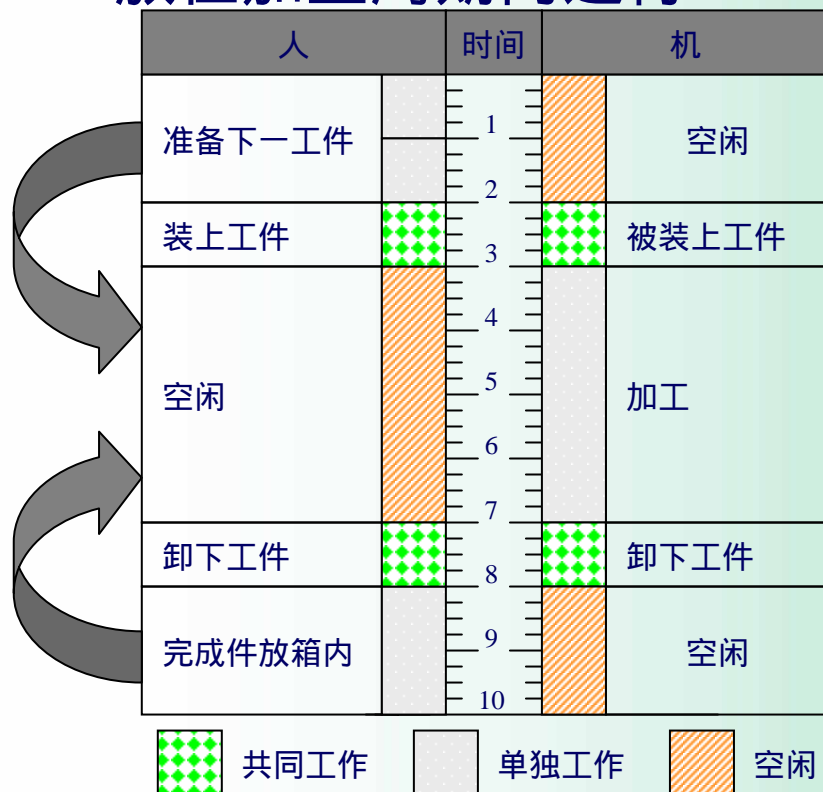 人 时间 机
准备下一工件 1 空闲
2
装上工件 3 被装上工件
4
空闲 5 加工
6
7
卸下工件 8 卸下工件
完成件放箱内 9 空闲
10
共同工作 单独工作 空闲